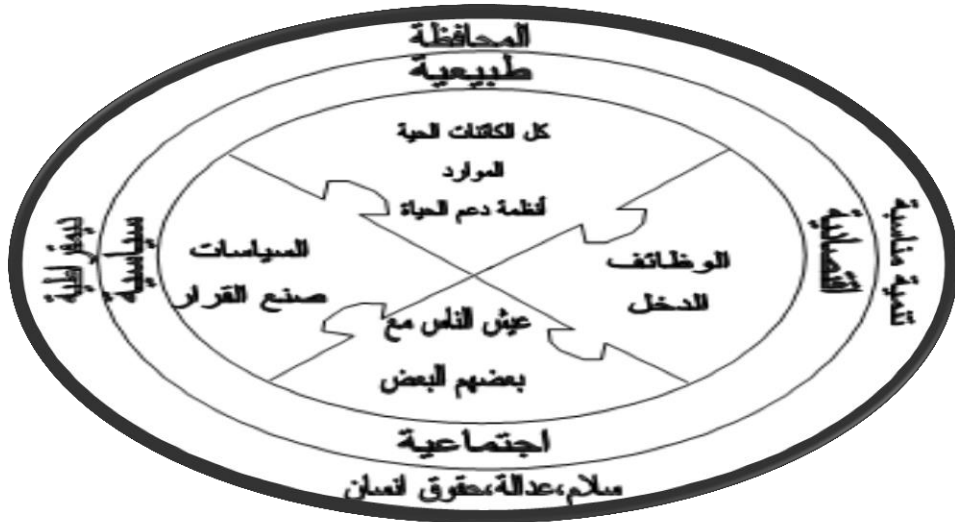 المحافظة
طبيعية
كل الكائنات الحية
الموارد
أنظمة دعم الحياة
تنمية مناسبة
اقتصادية
الوظائف
الدخل
السياسات
صنع القرار
سياسية
ديمقراطية
عيش الناس مع
بعضهم البعض
اجتماعية
سلام،عدالة،حقوق انسان